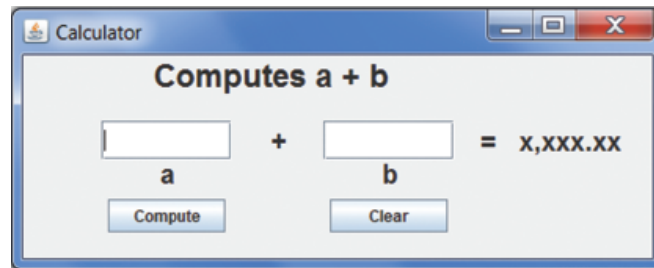 Calculator
Computes a + b
+ = x,xxx.xx
a b
Compute Clear